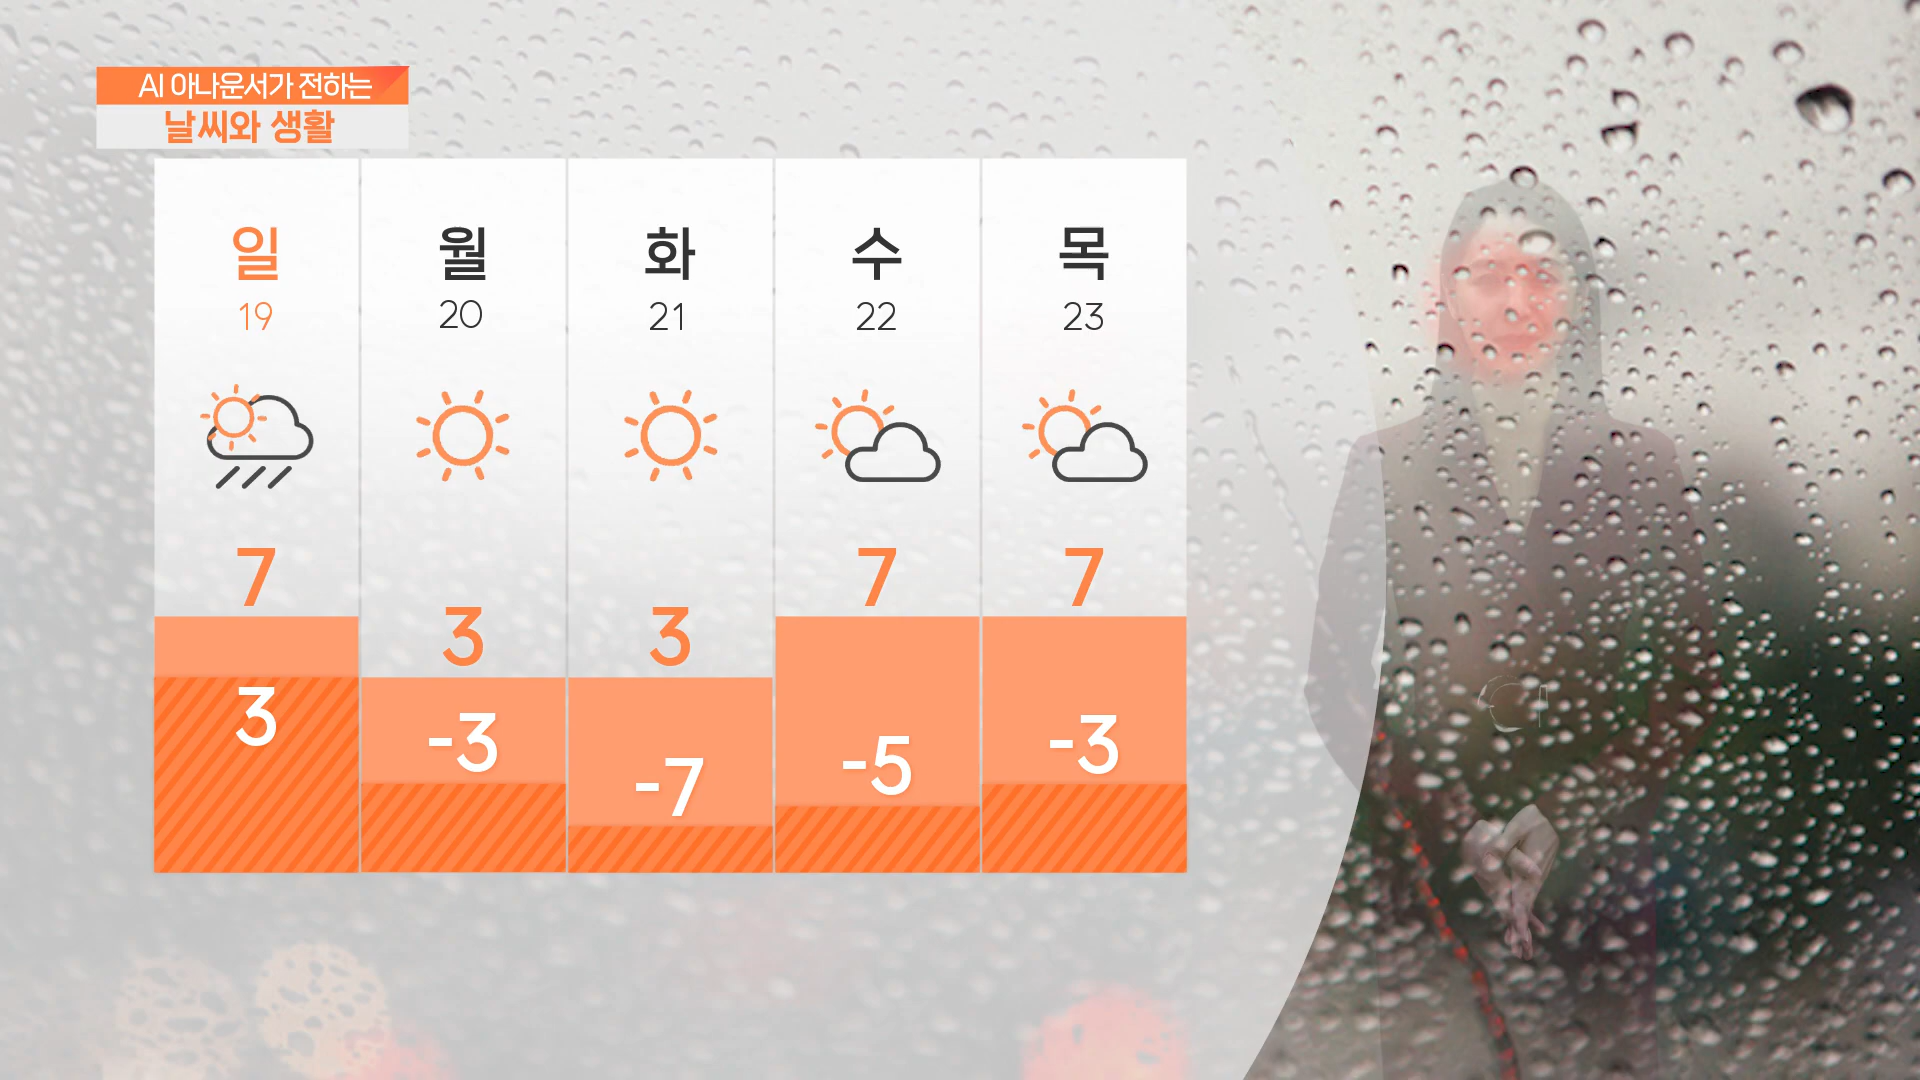 AI 아나운서가 전하는
날씨와 생활
일 월 화 수 목
19 20 21 22 23
7 3 3 7 7
3 -3 -7 -5 -3